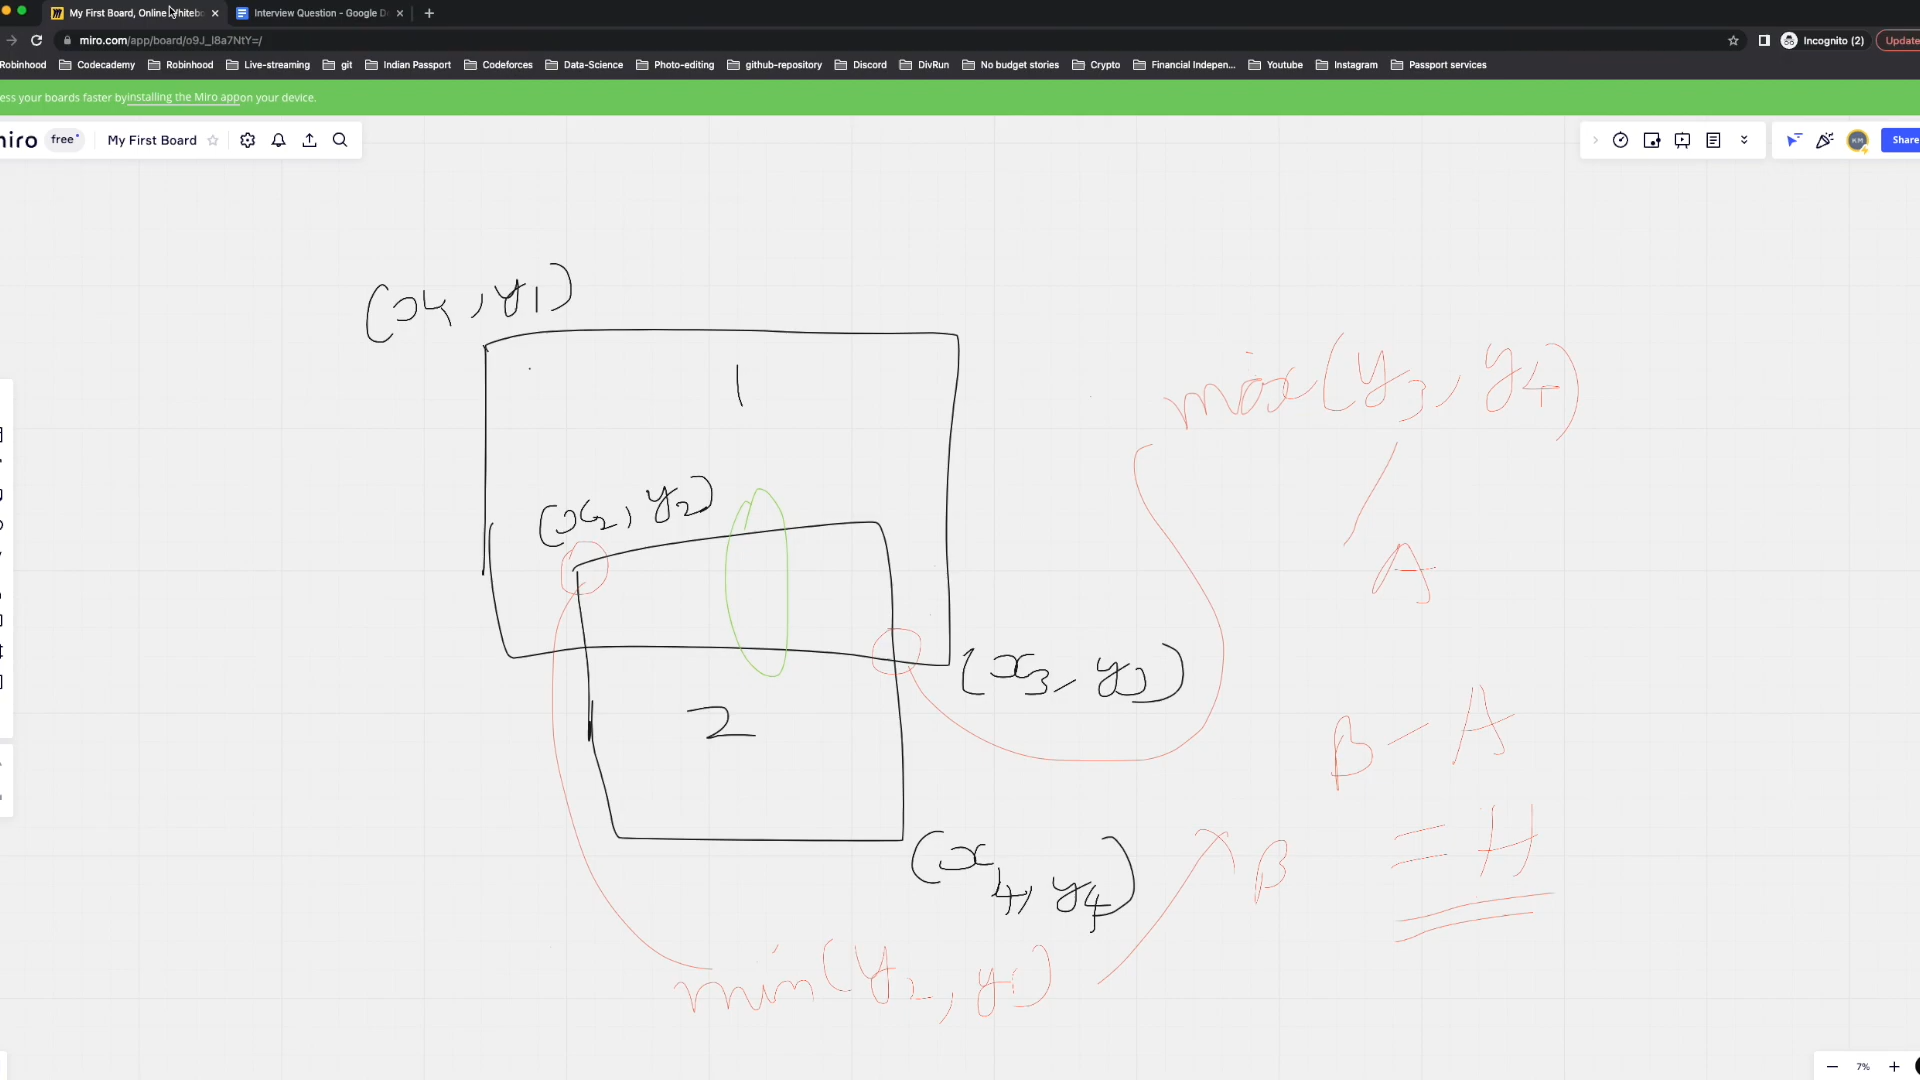 My First Board, Online Whitebo
Interview Question - Google D
miro.com/app/board/o9J_l8a7NtY=/
Incognito (2)
Update
Robinhood
Codecademy
Robinhood
Live-streaming
git
Indian Passport
Codeforces
Data-Science
Photo-editing
github-repository
Discord
DivRun
No budget stories
Crypto
Financial Indepen...
Youtube
Instagram
Passport services
ess your boards faster by installing the Miro app on your device.
miro
free
My First Board
KM
Share
(x1, y1)
1
max(y3, y4)
(x2, y2)
A
(x3, y3)
2
B - A
= H
(x4, y4)
B
min(y2, y1)
7%